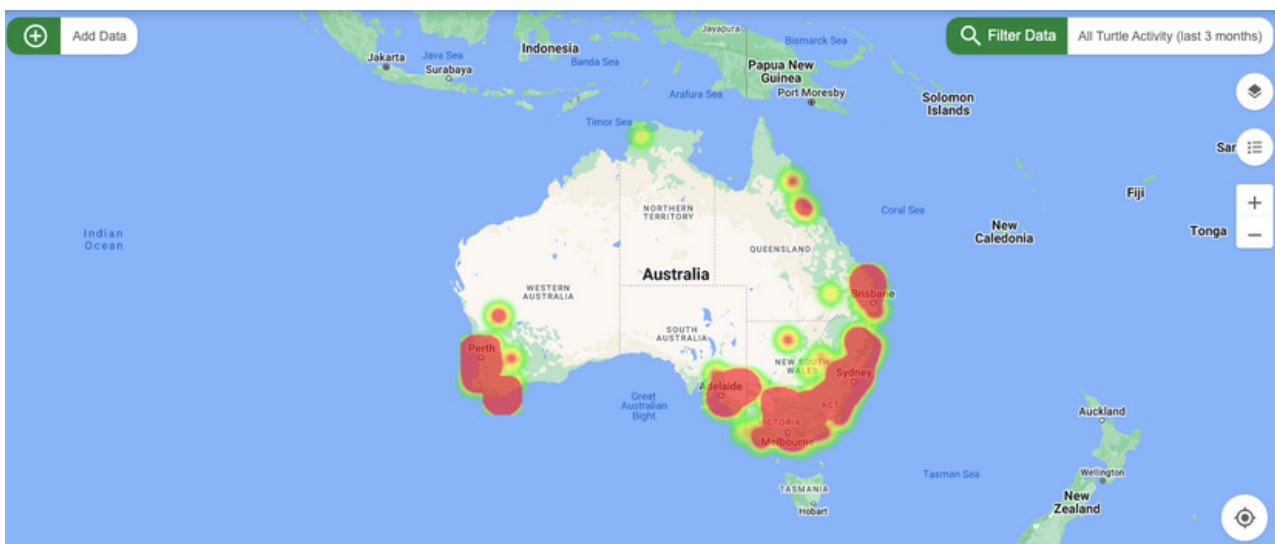 Add Data
Filter Data
All Turtle Activity (last 3 months)
Jayapura
Bismarck Sea
Indonesia
Jakarta
Java Sea
Surabaya
Banda Sea
Papua New
Guinea
Port Moresby
Arafura Sea
Solomon
Islands
Timor Sea
Sar
Fiji
NORTHERN
TERRITORY
Coral Sea
Indian
Ocean
New
Caledonia
Tonga
QUEENSLAND
Australia
WESTERN
AUSTRALIA
Brisbane
SOUTH
AUSTRALIA
Perth
NEW SOUTH
WALES
Sydney
Adelaide
Great
Australian
Bight
ACT
VICTORIA
Melbourne
Auckland
Tasman Sea
Wellington
TASMANIA
Hobart
New
Zealand